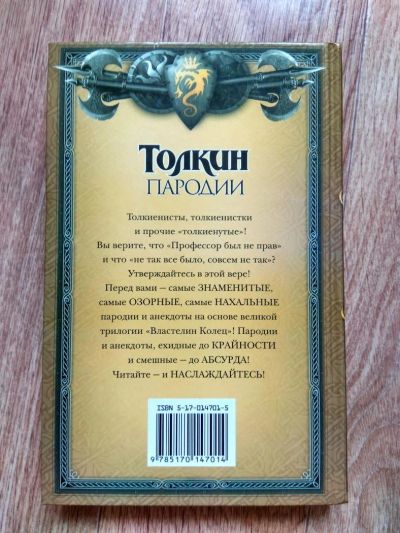 ТОЛКИН
ПАРОДИИ
Толкиенисты, толкиенистки
и прочие «толкиенутые»!
Вы верите, что «Профессор был не прав»
и что «не так все было, совсем не так»?
Утверждайтесь в этой вере!
Перед вами – самые ЗНАМЕНИТЫЕ,
самые ОЗОРНЫЕ, самые НАХАЛЬНЫЕ
пародии и анекдоты на основе великой
трилогии «Властелин Колец»! Пародии
и анекдоты, ехидные до КРАЙНОСТИ
и смешные – до АБСУРДА!
Читайте – и НАСЛАЖДАЙТЕСЬ!
ISBN 5-17-014701-5
9 785170 147014